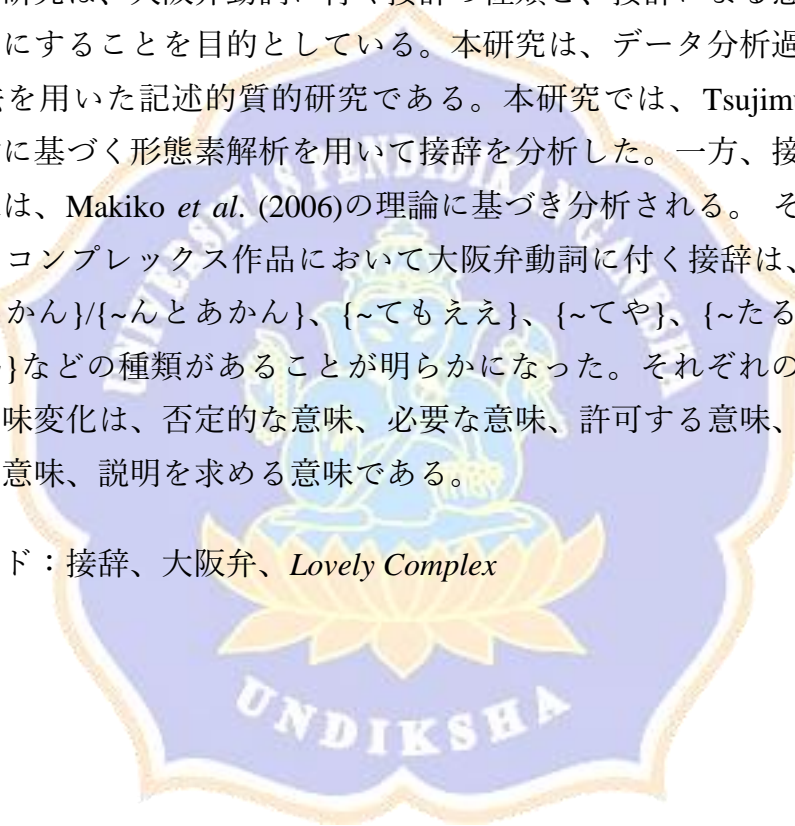 研究は、大阪弁動詞に付く接辞の種類と、接辞による意
にすることを目的としている。本研究は、データ分析過
を用いた記述的質的研究である。本研究では、Tsujim
に基づく形態素解析を用いて接辞を分析した。一方、接
は、Makiko et al. (2006)の理論に基づき分析される。 そ
コンプレックス作品において大阪弁動詞に付く接辞は、
かん}/{~んとあかん}、{~てもええ}、{~てや}、{~たる
}などの種類があることが明らかになった。それぞれの
味変化は、否定的な意味、必要な意味、許可する意味、
意味、説明を求める意味である。
ド：接辞、大阪弁、Lovely Complex
UNIVERSITAS PENDIDIKAN GANESHA
UNDIKSHA